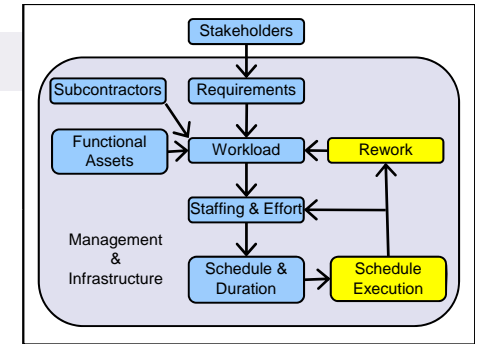 Stakeholders
Subcontractors
Requirements
Functional
Assets
Workload
Rework
Staffing & Effort
Management
&
Infrastructure
Schedule &
Duration
Schedule
Execution